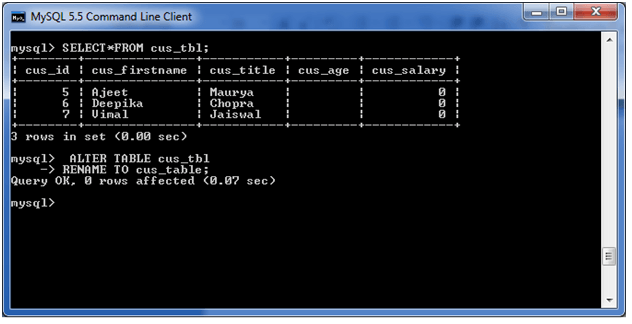 MySQL 5.5 Command Line Client
mysql> SELECT*FROM cus_tbl;
+--------+---------------+-----------+---------+------------+
| cus_id | cus_firstname | cus_title | cus_age | cus_salary |
+--------+---------------+-----------+---------+------------+
| 5 | Ajeet | Maurya | | 0 |
| 6 | Deepika | Chopra | | 0 |
| 7 | Vimal | Jaiswal | | 0 |
+--------+---------------+-----------+---------+------------+
3 rows in set (0.00 sec)
mysql> ALTER TABLE cus_tbl
-> RENAME TO cus_table;
Query OK, 0 rows affected (0.07 sec)
mysql>